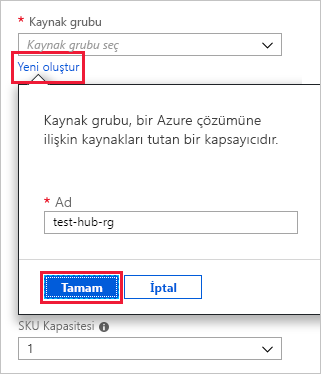 * Kaynak grubu
Kaynak grubu seç
Yeni oluştur
Kaynak grubu, bir Azure çözümüne
ilişkin kaynakları tutan bir kapsayıcıdır.
* Ad
test-hub-rg
Tamam
İptal
SKU Kapasitesi
1